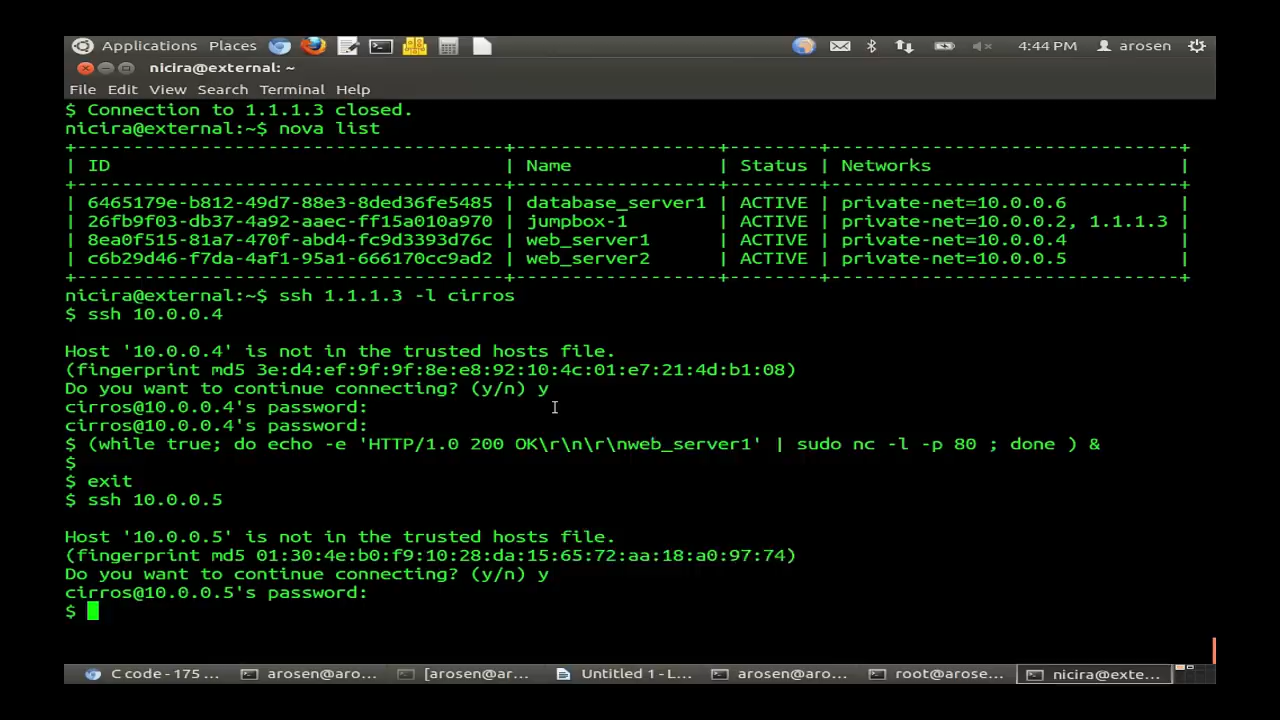 Applications Places 4:44 PM arosen
nicira@external: ~
File Edit View Search Terminal Help
$ Connection to 1.1.1.3 closed.
nicira@external:~$ nova list
+--------------------------------------+------------------+--------+-------------------------------+
| ID | Name | Status | Networks |
+--------------------------------------+------------------+--------+-------------------------------+
| 6465179e-b812-49d7-88e3-8ded36fe5485 | database_server1 | ACTIVE | private-net=10.0.0.6 |
| 26fb9f03-db37-4a92-aaec-ff15a010a970 | jumpbox-1 | ACTIVE | private-net=10.0.0.2, 1.1.1.3 |
| 8ea0f515-81a7-470f-abd4-fc9d3393d76c | web_server1 | ACTIVE | private-net=10.0.0.4 |
| c6b29d46-f7da-4af1-95a1-666170cc9ad2 | web_server2 | ACTIVE | private-net=10.0.0.5 |
+--------------------------------------+------------------+--------+-------------------------------+
nicira@external:~$ ssh 1.1.1.3 -l cirros
$ ssh 10.0.0.4
Host '10.0.0.4' is not in the trusted hosts file.
(fingerprint md5 3e:d4:ef:9f:9f:8e:e8:92:10:4c:01:e7:21:4d:b1:08)
Do you want to continue connecting? (y/n) y
cirros@10.0.0.4's password:
cirros@10.0.0.4's password:
$ (while true; do echo -e 'HTTP/1.0 200 OK\r\n\r\nweb_server1' | sudo nc -l -p 80 ; done ) &
$
$ exit
$ ssh 10.0.0.5
Host '10.0.0.5' is not in the trusted hosts file.
(fingerprint md5 01:30:4e:b0:f9:10:28:da:15:65:72:aa:18:a0:97:74)
Do you want to continue connecting? (y/n) y
cirros@10.0.0.5's password:
$
C code - 175 ... arosen@aro... [arosen@ar... Untitled 1 - L... arosen@aro... root@arose... nicira@exte...